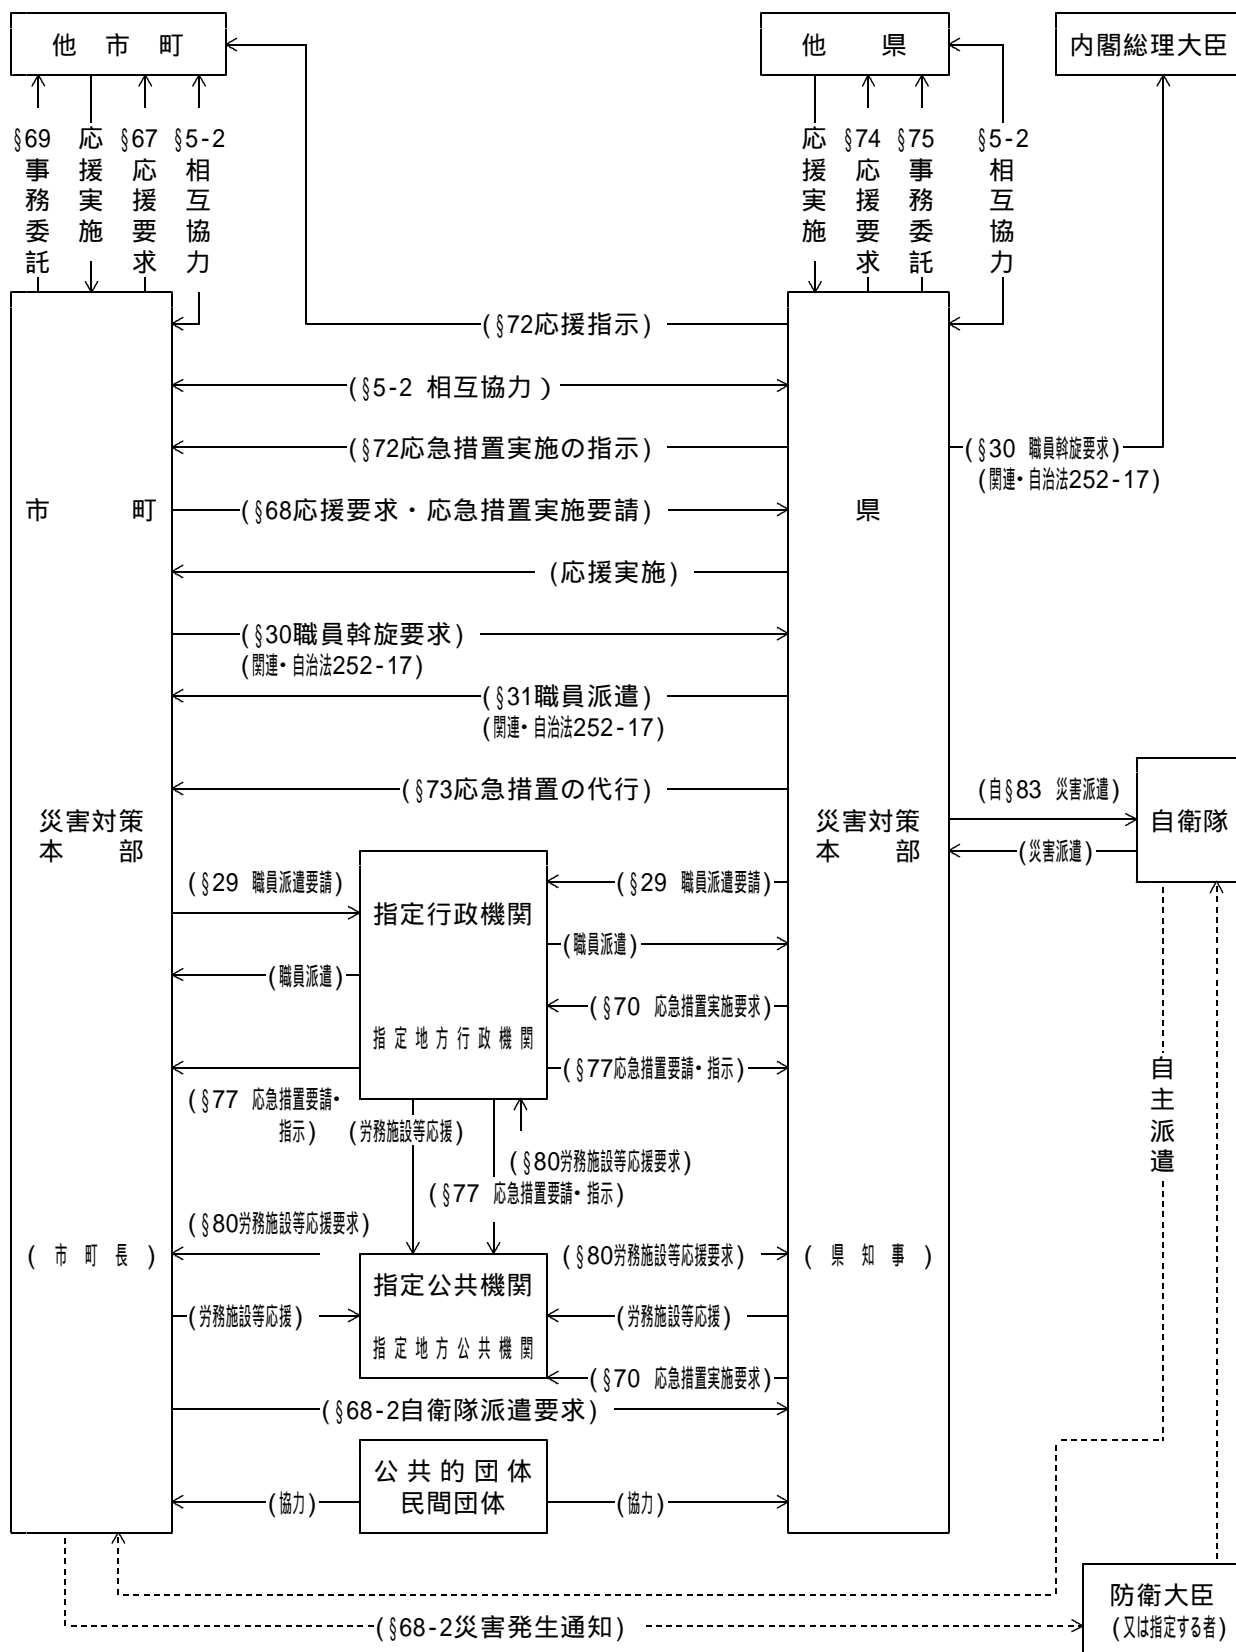 他市町
他県
内閣総理大臣
§69事務委託
応援実施
§67応援要求
§5-2相互協力
応援実施
§74応援要求
§75事務委託
§5-2相互協力
(§72応援指示)
(§5-2 相互協力)
(§72応急措置実施の指示)
(§30 職員斡旋要求)
(関連・自治法252-17)
市町
(§68応援要求・応急措置実施要請)
県
(応援実施)
(§30職員斡旋要求)
(関連・自治法252-17)
(§31職員派遣)
(関連・自治法252-17)
(§73応急措置の代行)
(自§83 災害派遣)
災害対策
本部
災害対策
本部
自衛隊
(災害派遣)
(§29 職員派遣要請)
(§29 職員派遣要請)
指定行政機関
(職員派遣)
(職員派遣)
(§70 応急措置実施要求)
指定地方行政機関
(§77応急措置要請・指示)
自主派遣
(§77 応急措置要請・
指示)
(労務施設等応援)
(§80労務施設等応援要求)
(§77 応急措置要請・指示)
(§80労務施設等応援要求)
(市町長)
(§80労務施設等応援要求)
(県知事)
指定公共機関
(労務施設等応援)
(労務施設等応援)
指定地方公共機関
(§70 応急措置実施要求)
(§68-2自衛隊派遣要求)
公共的団体
民間団体
(協力)
(協力)
防衛大臣
(又は指定する者)
(§68-2災害発生通知)